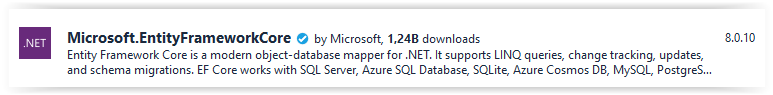 .NET
Microsoft.EntityFrameworkCore by Microsoft, 1,24B downloads
8.0.10
Entity Framework Core is a modern object-database mapper for .NET. It supports LINQ queries, change tracking, updates,
and schema migrations. EF Core works with SQL Server, Azure SQL Database, SQLite, Azure Cosmos DB, MySQL, PostgreS...